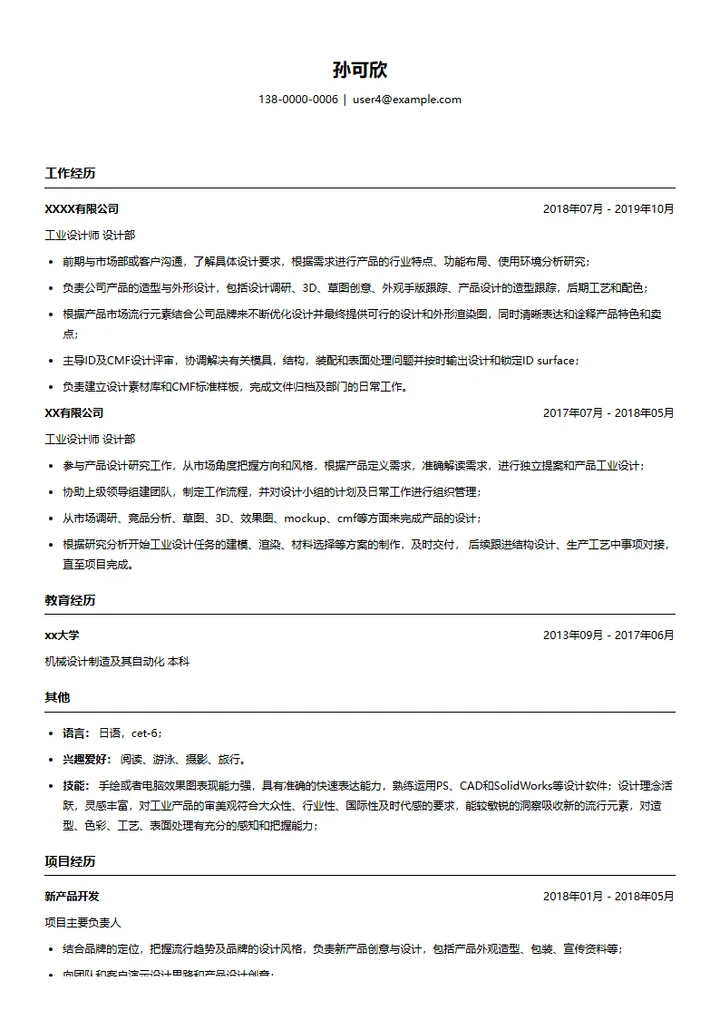 孙可欣
138-0000-0006 | user4@example.com
工作经历
XXXX有限公司 2018年07月 - 2019年10月
工业设计师 设计部
• 前期与市场部或客户沟通，了解具体设计要求，根据需求进行产品的行业特点、功能布局、使用环境分析研究；
• 负责公司产品的造型与外形设计，包括设计调研、3D、草图创意、外观手版跟踪、产品设计的造型跟踪，后期工艺和配色；
• 根据产品市场流行元素结合公司品牌来不断优化设计并最终提供可行的设计和外形渲染图，同时清晰表达和诠释产品特色和卖
点；
• 主导ID及CMF设计评审，协调解决有关模具，结构，装配和表面处理问题并按时输出设计和锁定ID surface；
• 负责建立设计素材库和CMF标准样板，完成文件归档及部门的日常工作。
XX有限公司 2017年07月 - 2018年05月
工业设计师 设计部
• 参与产品设计研究工作，从市场角度把握方向和风格，根据产品定义需求，准确解读需求，进行独立提案和产品工业设计；
• 协助上级领导组建团队，制定工作流程，并对设计小组的计划及日常工作进行组织管理；
• 从市场调研、竞品分析、草图、3D、效果图、mockup、cmf等方面来完成产品的设计；
• 根据研究分析开始工业设计任务的建模、渲染、材料选择等方案的制作，及时交付， 后续跟进结构设计、生产工艺中事项对接，
直至项目完成。
教育经历
xx大学 2013年09月 - 2017年06月
机械设计制造及其自动化 本科
其他
• 语言： 日语，cet-6；
• 兴趣爱好： 阅读、游泳、摄影、旅行。
• 技能： 手绘或者电脑效果图表现能力强，具有准确的快速表达能力，熟练运用PS、CAD和SolidWorks等设计软件；设计理念活
跃，灵感丰富，对工业产品的审美观符合大众性、行业性、国际性及时代感的要求，能较敏锐的洞察吸收新的流行元素，对造
型、色彩、工艺、表面处理有充分的感知和把握能力；
项目经历
新产品开发 2018年01月 - 2018年05月
项目主要负责人
• 结合品牌的定位，把握流行趋势及品牌的设计风格，负责新产品创意与设计，包括产品外观造型、包装、宣传资料等；
• 向团队和客户演示设计思路和产品设计创意；